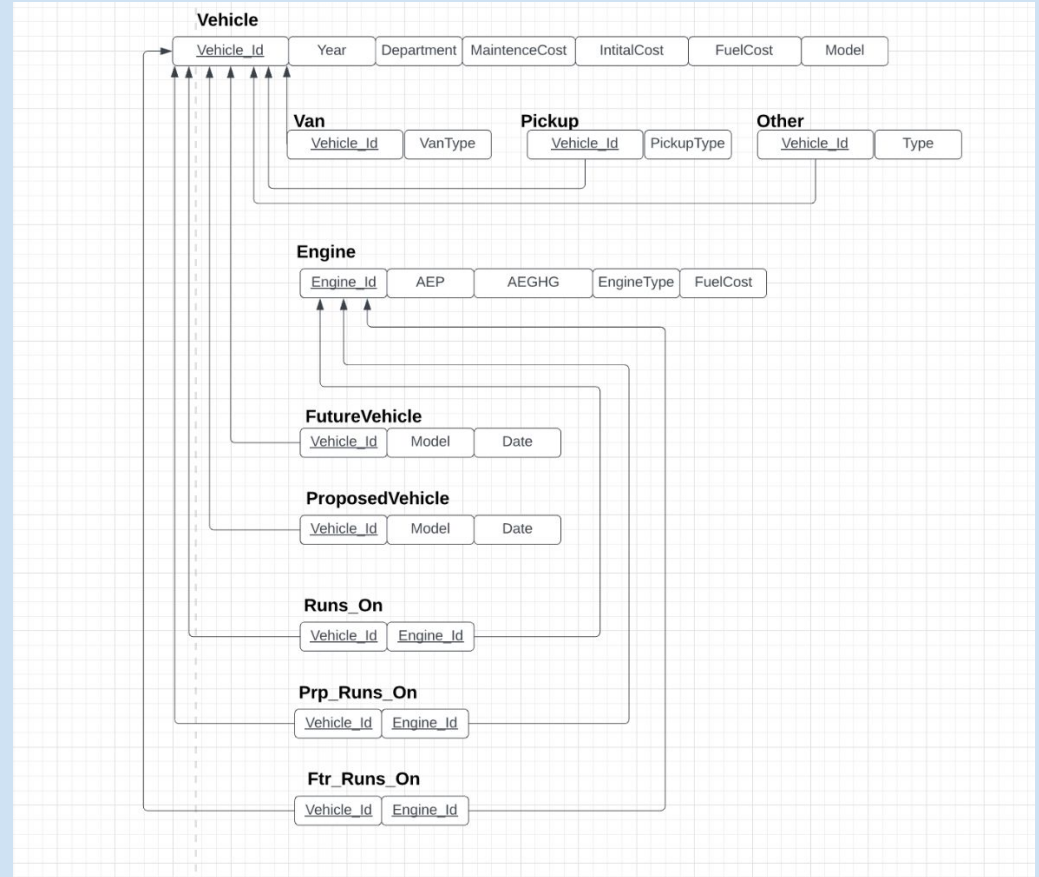 Vehicle
Vehicle_Id Year Department MaintenceCost IntitalCost FuelCost Model
Van Pickup Other
Vehicle_Id VanType Vehicle_Id PickupType Vehicle_Id Type
Engine
Engine_Id AEP AEGHG EngineType FuelCost
FutureVehicle
Vehicle_Id Model Date
ProposedVehicle
Vehicle_Id Model Date
Runs_On
Vehicle_Id Engine_Id
Prp_Runs_On
Vehicle_Id Engine_Id
Ftr_Runs_On
Vehicle_Id Engine_Id